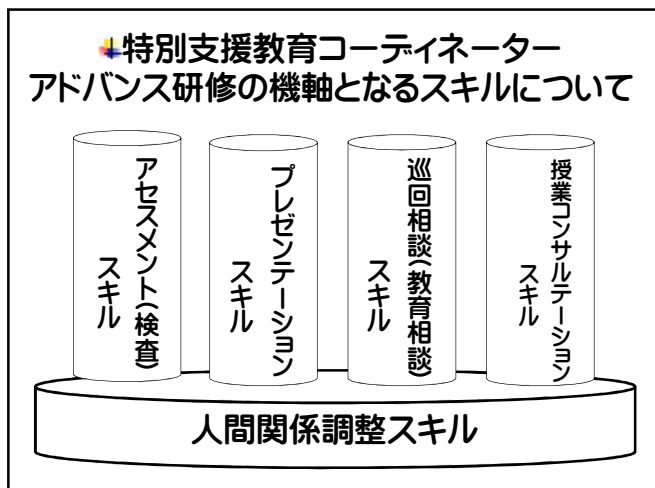 特別支援教育コーディネーター
アドバンス研修の機軸となるスキルについて
アセスメント(検査)
スキル
プレゼンテーション
スキル
巡回相談(教育相談)
スキル
授業コンサルテーション
スキル
人間関係調整スキル